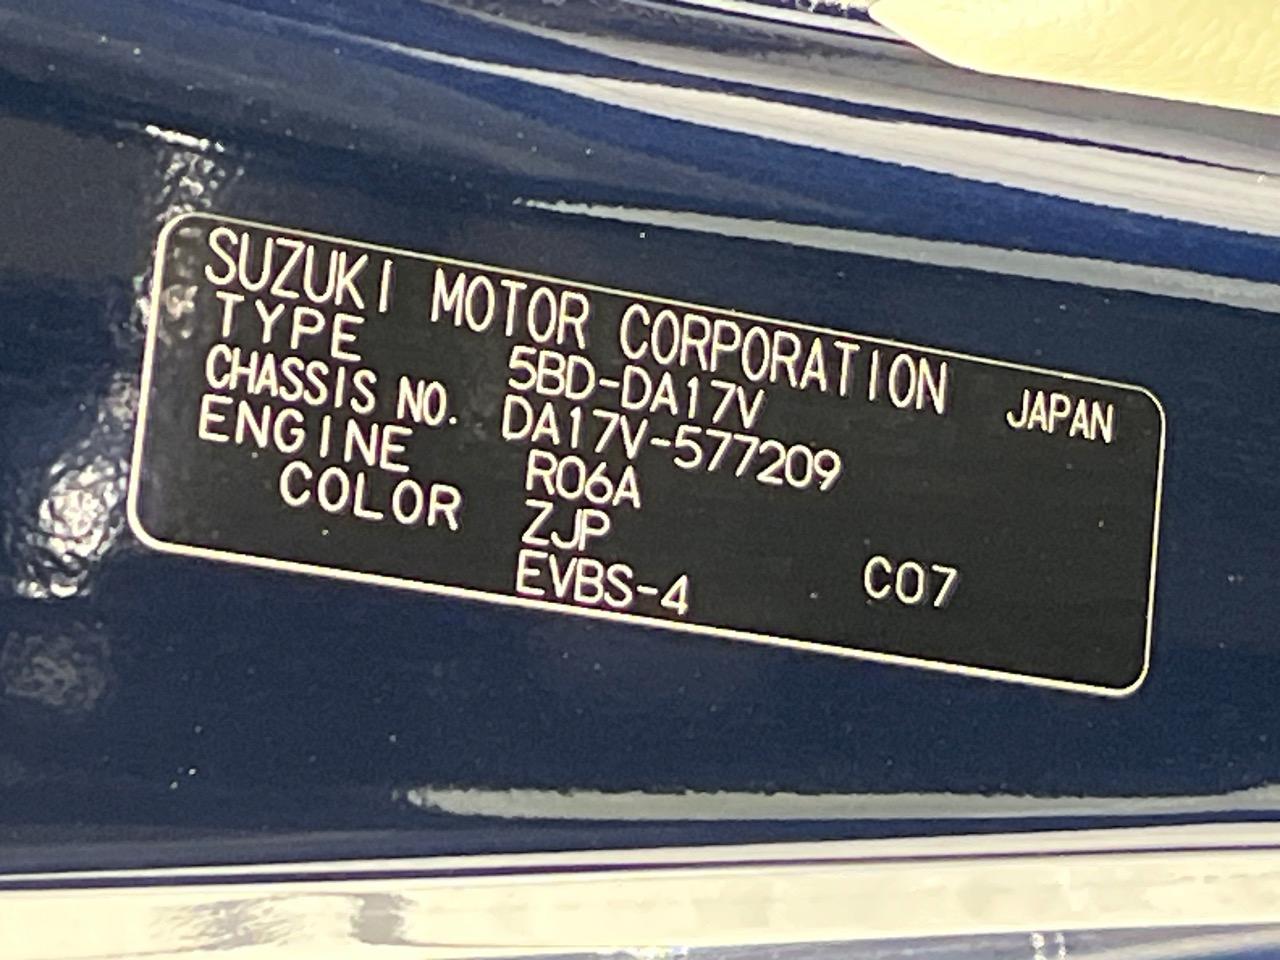 SUZUKI MOTOR CORPORATION JAPAN
TYPE 5BD-DA17V
CHASSIS NO. DA17V-577209
ENGINE R06A
COLOR ZJP
EVBS-4 C07